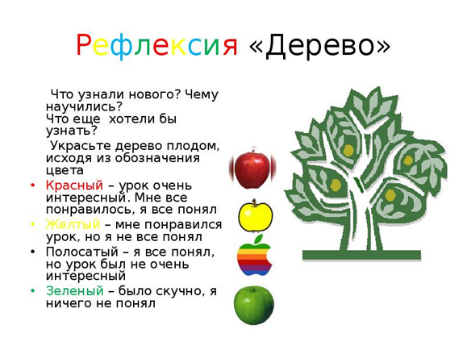 Рефлексия «Дерево»
Что узнали нового? Чему
научились?
Что еще хотели бы
узнать?
Украсьте дерево плодом,
исходя из обозначения
цвета
• Красный – урок очень
интересный. Мне все
понравилось, я все понял
• Желтый – мне понравился
урок, но я не все понял
• Полосатый – я все понял,
но урок был не очень
интересный
• Зеленый – было скучно, я
ничего не понял